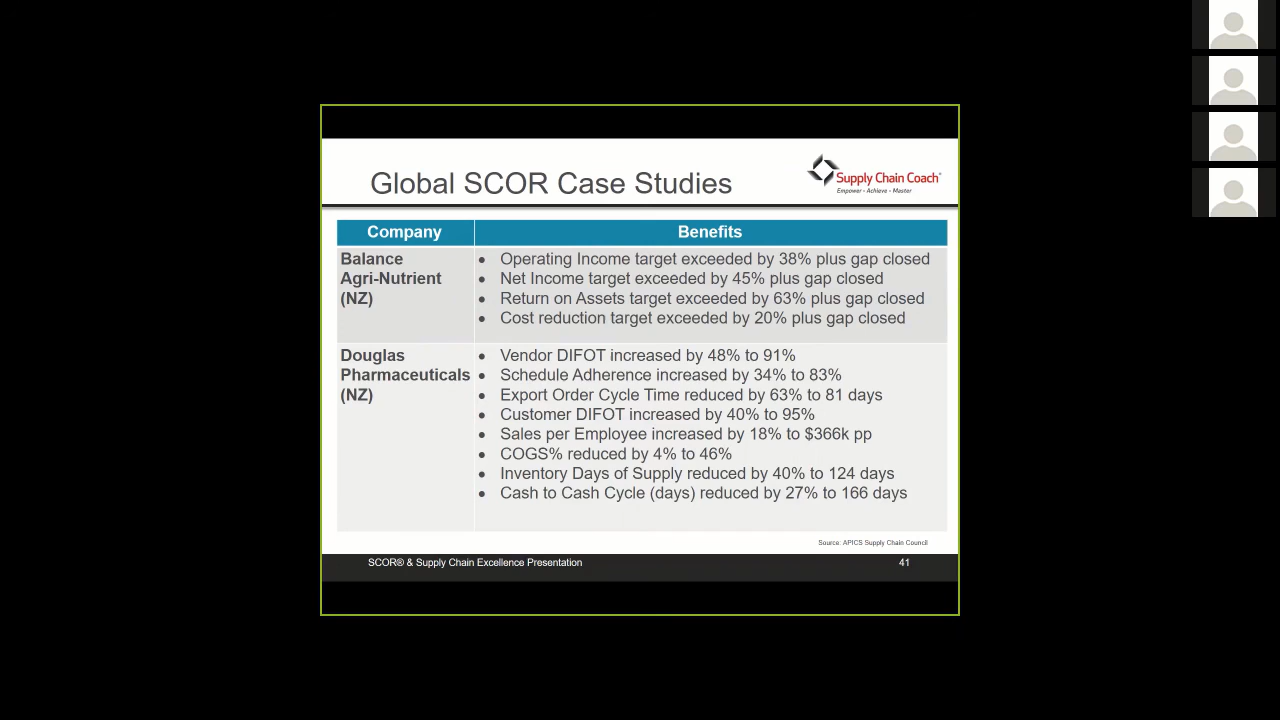 Global SCOR Case Studies
Supply Chain Coach
Empower - Achieve - Master
Company
Benefits
Balance
Agri-Nutrient
(NZ)
• Operating Income target exceeded by 38% plus gap closed
• Net Income target exceeded by 45% plus gap closed
• Return on Assets target exceeded by 63% plus gap closed
• Cost reduction target exceeded by 20% plus gap closed
Douglas
Pharmaceuticals
(NZ)
• Vendor DIFOT increased by 48% to 91%
• Schedule Adherence increased by 34% to 83%
• Export Order Cycle Time reduced by 63% to 81 days
• Customer DIFOT increased by 40% to 95%
• Sales per Employee increased by 18% to $366k pp
• COGS% reduced by 4% to 46%
• Inventory Days of Supply reduced by 40% to 124 days
• Cash to Cash Cycle (days) reduced by 27% to 166 days
Source: APICS Supply Chain Council
SCOR® & Supply Chain Excellence Presentation
41